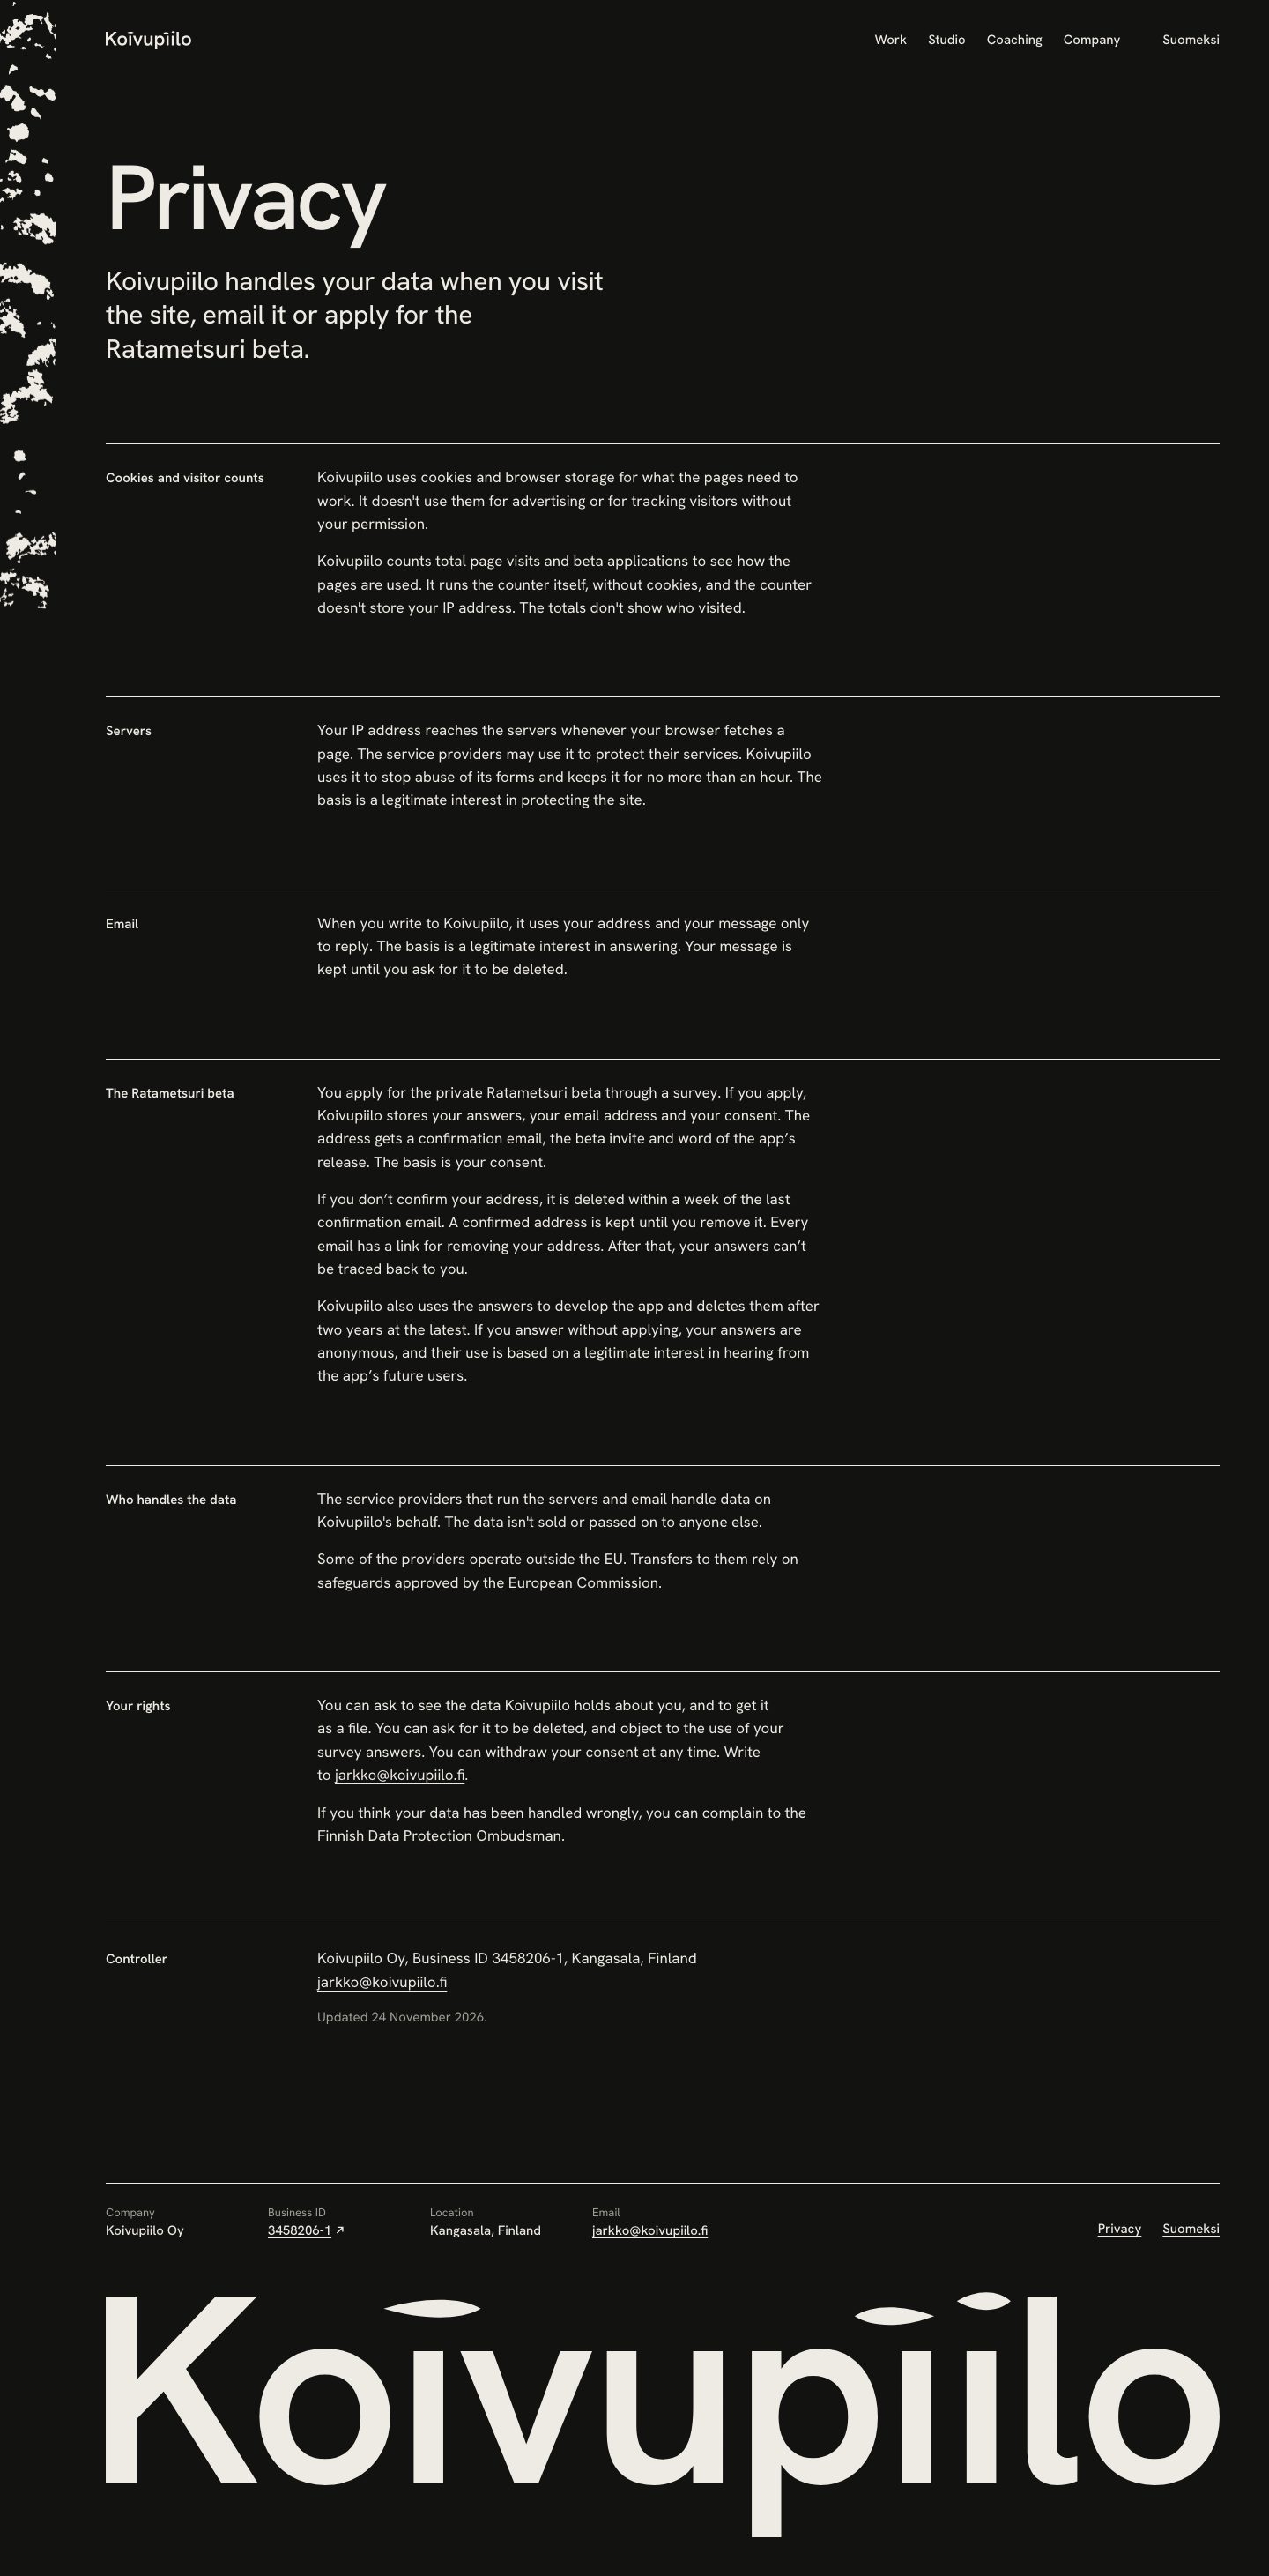 Koivupiilo
Work Studio Coaching Company Suomeksi
Privacy
Koivupiilo handles your data when you visit
the site, email it or apply for the
Ratametsuri beta.
Cookies and visitor counts
Koivupiilo uses cookies and browser storage for what the pages need to
work. It doesn't use them for advertising or for tracking visitors without
your permission.
Koivupiilo counts total page visits and beta applications to see how the
pages are used. It runs the counter itself, without cookies, and the counter
doesn't store your IP address. The totals don't show who visited.
Servers
Your IP address reaches the servers whenever your browser fetches a
page. The service providers may use it to protect their services. Koivupiilo
uses it to stop abuse of its forms and keeps it for no more than an hour. The
basis is a legitimate interest in protecting the site.
Email
When you write to Koivupiilo, it uses your address and your message only
to reply. The basis is a legitimate interest in answering. Your message is
kept until you ask for it to be deleted.
The Ratametsuri beta
You apply for the private Ratametsuri beta through a survey. If you apply,
Koivupiilo stores your answers, your email address and your consent. The
address gets a confirmation email, the beta invite and word of the app’s
release. The basis is your consent.
If you don’t confirm your address, it is deleted within a week of the last
confirmation email. A confirmed address is kept until you remove it. Every
email has a link for removing your address. After that, your answers can’t
be traced back to you.
Koivupiilo also uses the answers to develop the app and deletes them after
two years at the latest. If you answer without applying, your answers are
anonymous, and their use is based on a legitimate interest in hearing from
the app’s future users.
Who handles the data
The service providers that run the servers and email handle data on
Koivupiilo's behalf. The data isn't sold or passed on to anyone else.
Some of the providers operate outside the EU. Transfers to them rely on
safeguards approved by the European Commission.
Your rights
You can ask to see the data Koivupiilo holds about you, and to get it
as a file. You can ask for it to be deleted, and object to the use of your
survey answers. You can withdraw your consent at any time. Write
to jarkko@koivupiilo.fi.
If you think your data has been handled wrongly, you can complain to the
Finnish Data Protection Ombudsman.
Controller
Koivupiilo Oy, Business ID 3458206-1, Kangasala, Finland
jarkko@koivupiilo.fi
Updated 24 November 2026.
Company
Koivupiilo Oy
Business ID
3458206-1 ↗
Location
Kangasala, Finland
Email
jarkko@koivupiilo.fi
Privacy Suomeksi
Koivupiilo